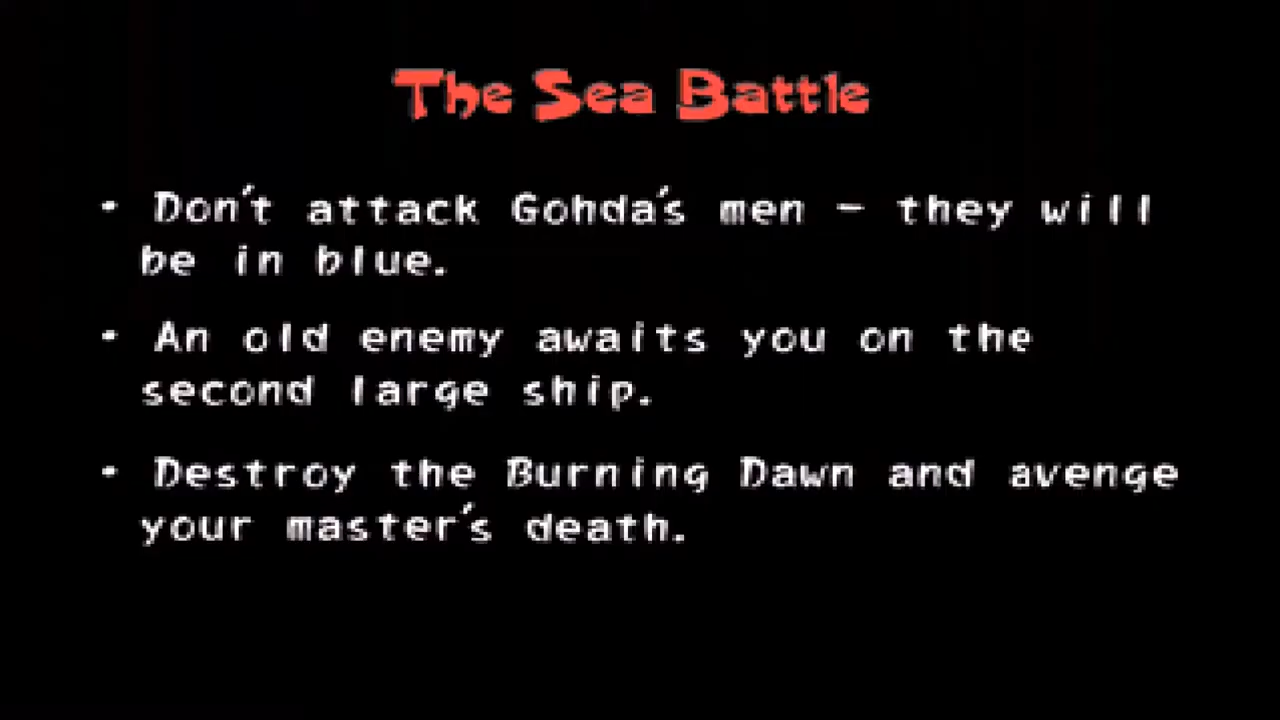 The Sea Battle
• Don't attack Gohda's men - they will
be in blue.
• An old enemy awaits you on the
second large ship.
• Destroy the Burning Dawn and avenge
your master's death.